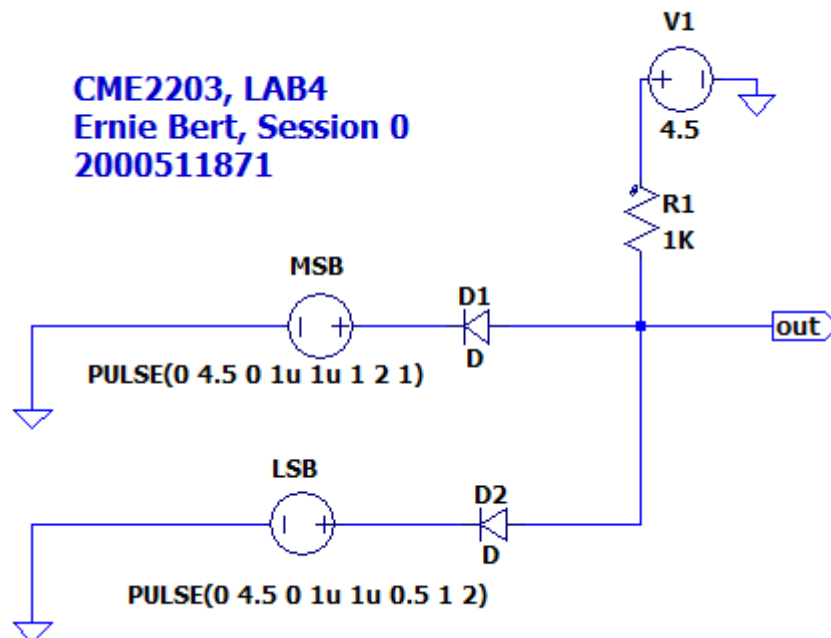 V1
CME2203, LAB4
Ernie Bert, Session 0
2000511871
4.5
R1
1K
MSB
D1
out
D
PULSE(0 4.5 0 1u 1u 1 2 1)
LSB
D2
D
PULSE(0 4.5 0 1u 1u 0.5 1 2)